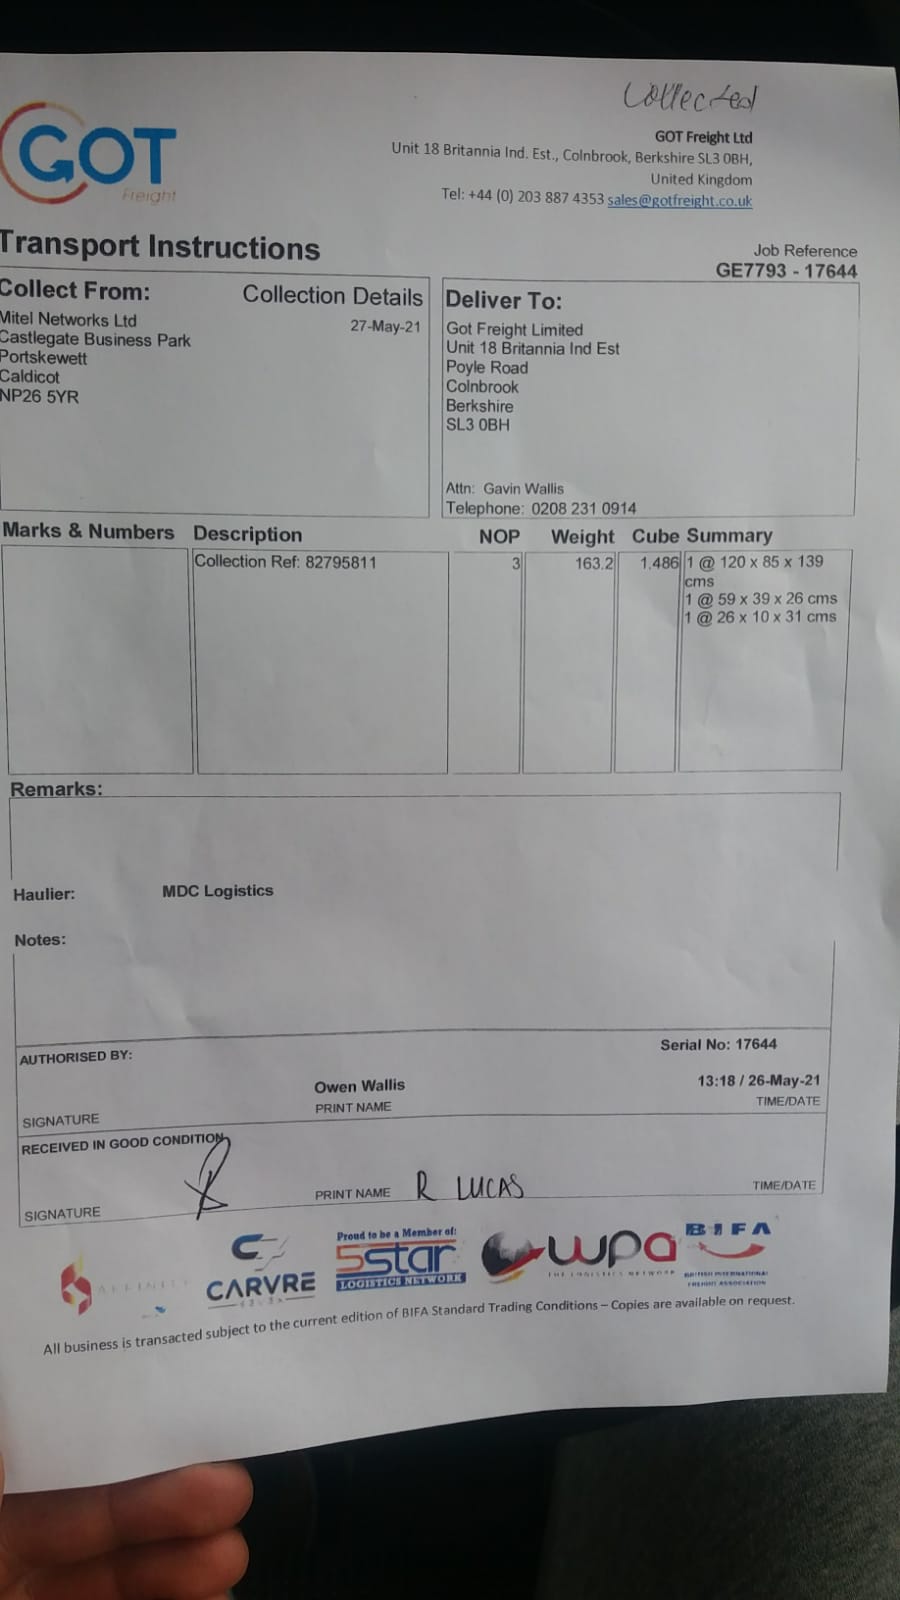 Collected
GOT
Freight
GOT Freight Ltd
Unit 18 Britannia Ind. Est., Colnbrook, Berkshire SL3 0BH,
United Kingdom
Tel: +44 (0) 203 887 4353 sales@gotfreight.co.uk
Transport Instructions
Job Reference
GE7793 - 17644
Collect From:
Collection Details
27-May-21
Mitel Networks Ltd
Castlegate Business Park
Portskewett
Caldicot
NP26 5YR
Deliver To:
Got Freight Limited
Unit 18 Britannia Ind Est
Poyle Road
Colnbrook
Berkshire
SL3 0BH
Attn: Gavin Wallis
Telephone: 0208 231 0914
Marks & Numbers Description NOP Weight Cube Summary
Collection Ref: 82795811 3 163.2 1.486 1 @ 120 x 85 x 139
cms
1 @ 59 x 39 x 26 cms
1 @ 26 x 10 x 31 cms
Remarks:
Haulier: MDC Logistics
Notes:
AUTHORISED BY:
Serial No: 17644
Owen Wallis
13:18 / 26-May-21
SIGNATURE
PRINT NAME
TIME/DATE
RECEIVED IN GOOD CONDITION
SIGNATURE
PRINT NAME R LUCAS
TIME/DATE
AFFINITY
CARVRE
Proud to be a Member of:
5star
LOGISTICS NETWORK
wpa
THE LOGISTICS NETWORK
BIFA
BRITISH INTERNATIONAL
FREIGHT ASSOCIATION
All business is transacted subject to the current edition of BIFA Standard Trading Conditions – Copies are available on request.